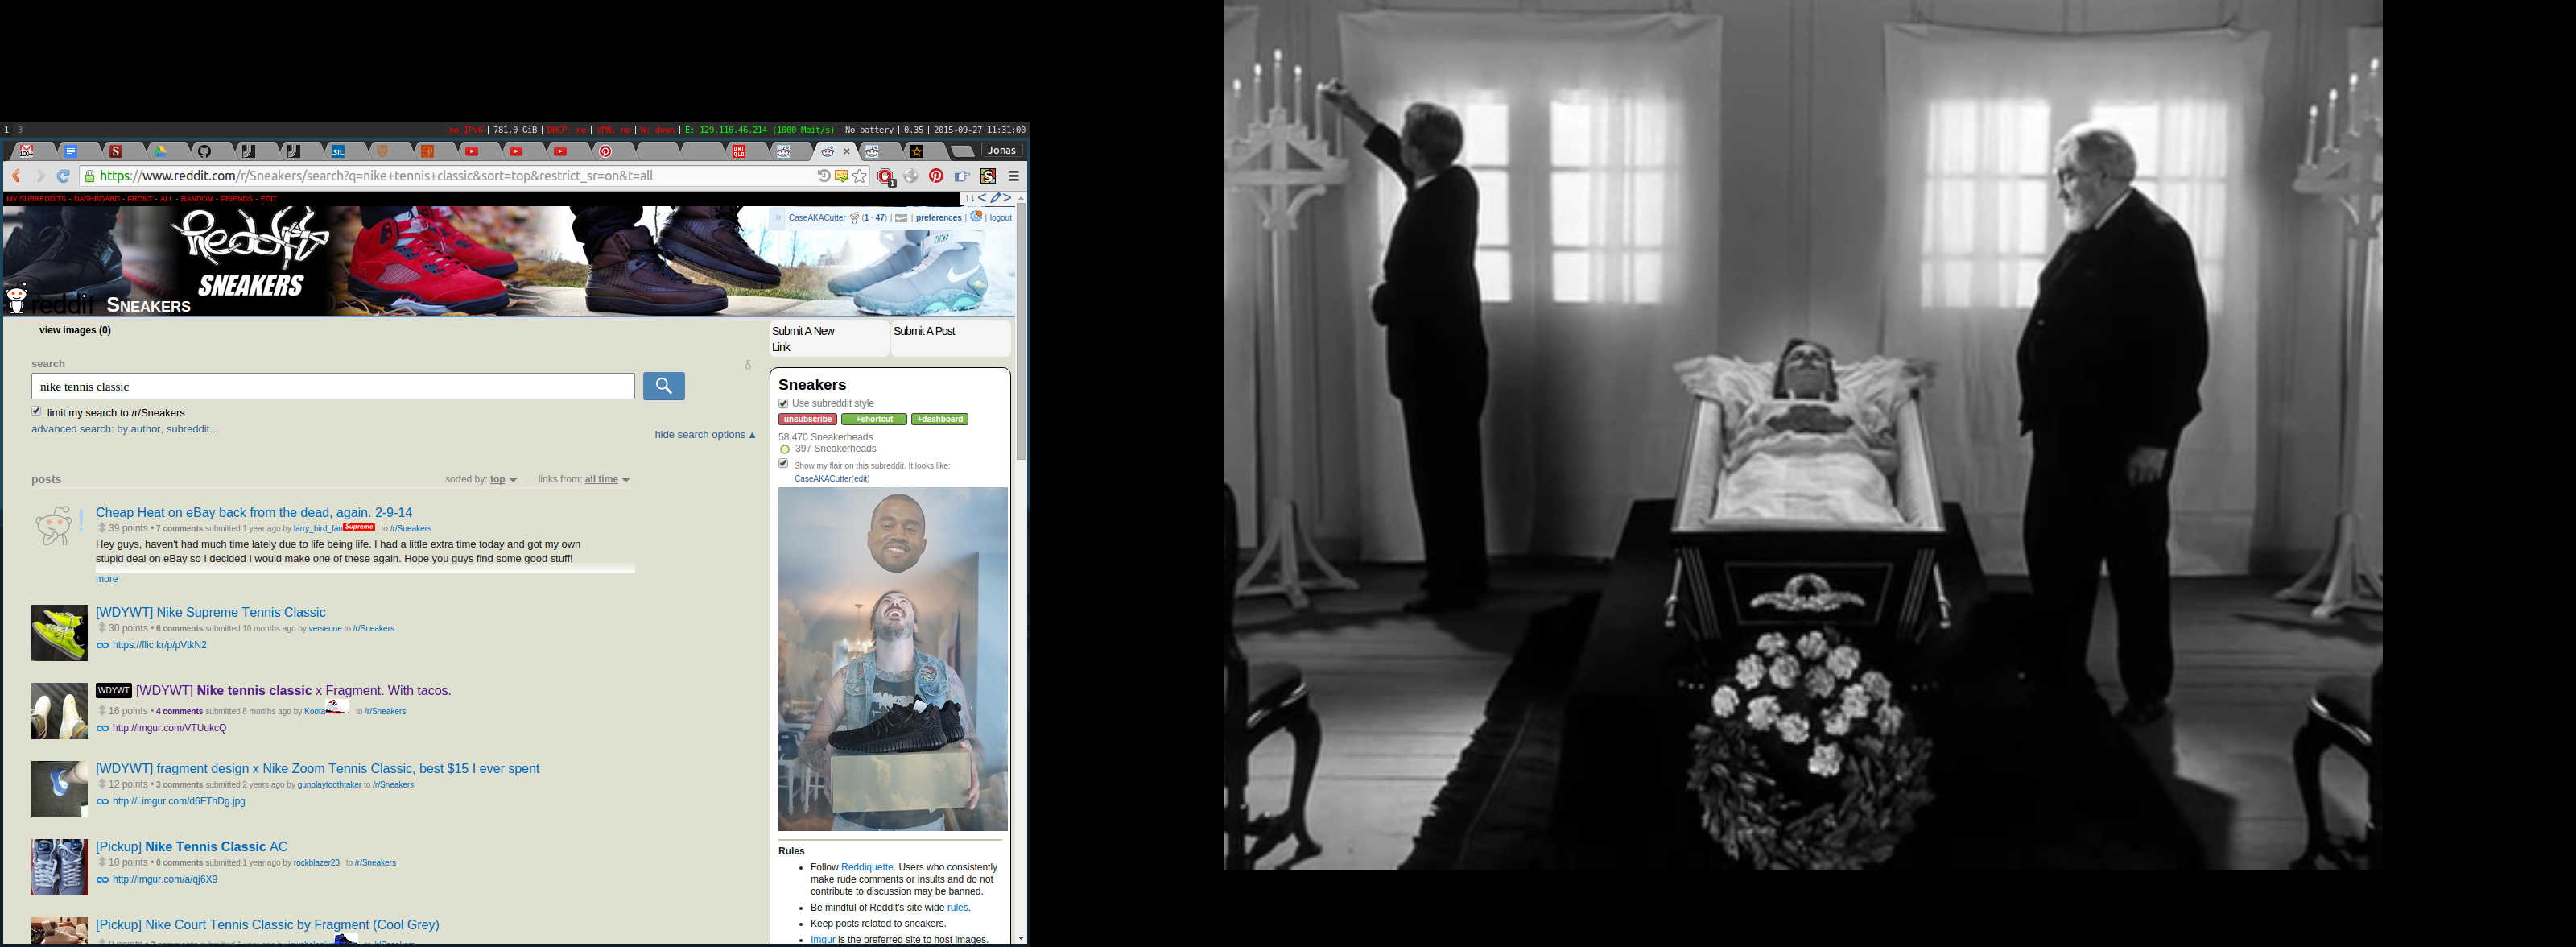 1 3 no IPv6 | 781.0 GiB | DHCP: no | VPN: no | W: down | E: 129.116.46.214 (1000 Mbit/s) | No battery | 0.35 | 2015-09-27 11:31:00
Jonas
https://www.reddit.com/r/Sneakers/search?q=nike+tennis+classic&sort=top&restrict_sr=on&t=all
MY SUBREDDITS - DASHBOARD - FRONT - ALL - RANDOM - FRIENDS - EDIT
CaseAKACutter (1 · 47) | | preferences | | logout
Reddit
SNEAKERS
reddit SNEAKERS
view images (0)
Submit A New Link
Submit A Post
search
nike tennis classic
limit my search to /r/Sneakers
advanced search: by author, subreddit...
hide search options ▲
posts
sorted by: top links from: all time
Cheap Heat on eBay back from the dead, again. 2-9-14
39 points • 7 comments submitted 1 year ago by larry_bird_fan Supreme to /r/Sneakers
Hey guys, haven't had much time lately due to life being life. I had a little extra time today and got my own
stupid deal on eBay so I decided I would make one of these again. Hope you guys find some good stuff!
more
[WDYWT] Nike Supreme Tennis Classic
30 points • 6 comments submitted 10 months ago by verseone to /r/Sneakers
https://flic.kr/p/pVtkN2
WDYWT [WDYWT] Nike tennis classic x Fragment. With tacos.
16 points • 4 comments submitted 8 months ago by Koota to /r/Sneakers
http://imgur.com/VTUukcQ
[WDYWT] fragment design x Nike Zoom Tennis Classic, best $15 I ever spent
12 points • 3 comments submitted 2 years ago by gunplaytoothtaker to /r/Sneakers
http://i.imgur.com/d6FThDg.jpg
[Pickup] Nike Tennis Classic AC
10 points • 0 comments submitted 1 year ago by rockblazer23 to /r/Sneakers
http://imgur.com/a/qj6X9
[Pickup] Nike Court Tennis Classic by Fragment (Cool Grey)
Sneakers
Use subreddit style
unsubscribe +shortcut +dashboard
58,470 Sneakerheads
397 Sneakerheads
Show my flair on this subreddit. It looks like:
CaseAKACutter(edit)
Rules
Follow Reddiquette. Users who consistently
make rude comments or insults and do not
contribute to discussion may be banned.
Be mindful of Reddit's site wide rules.
Keep posts related to sneakers.
Imgur is the preferred site to host images.